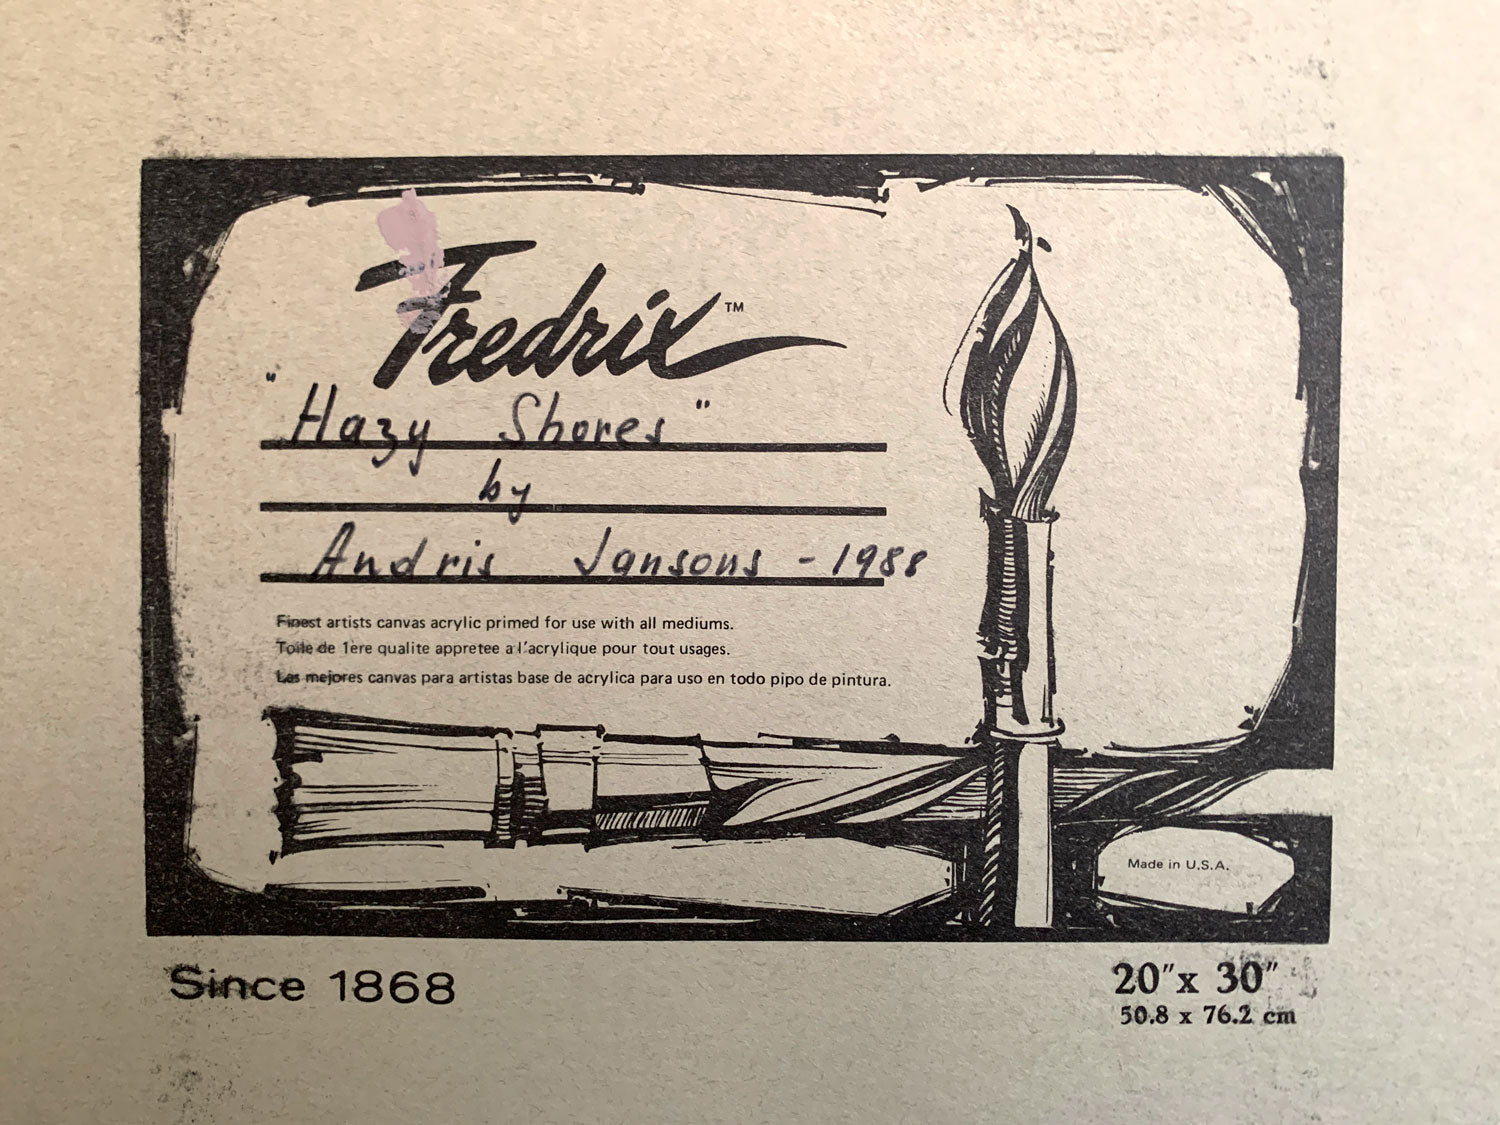 Fredrix™
"Hazy Shores"
by
Andris Jansons - 1988
Finest artists canvas acrylic primed for use with all mediums.
Toile de 1ère qualite appretee a l'acrylique pour tout usages.
Las mejores canvas para artistas base de acrylica para uso en todo pipo de pintura.
Made in U.S.A.
Since 1868
20"x 30"
50.8 x 76.2 cm